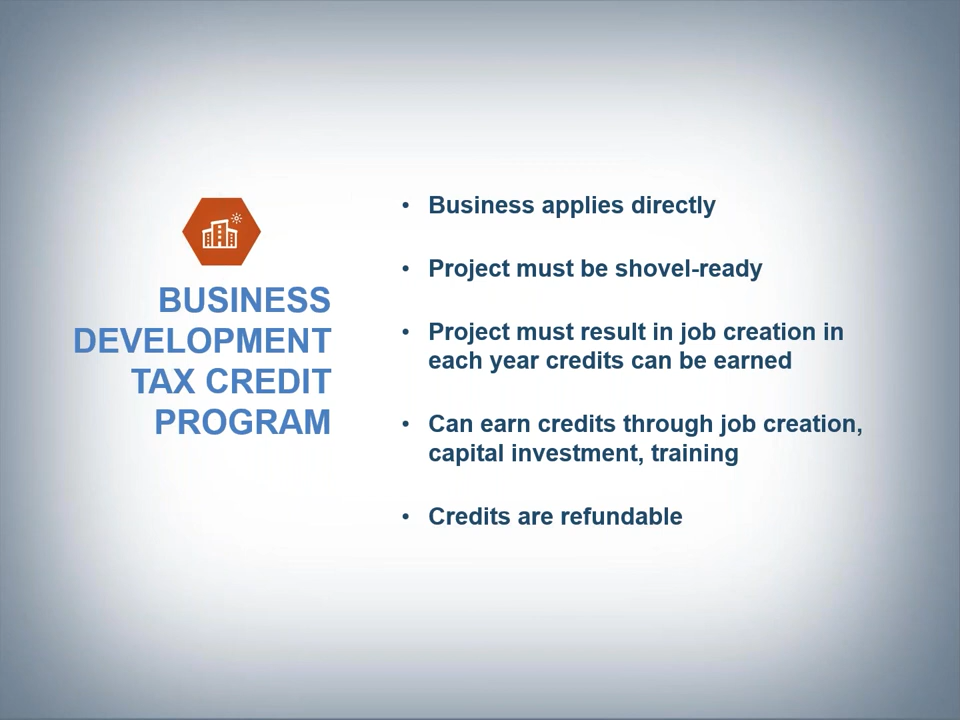 BUSINESS
DEVELOPMENT
TAX CREDIT
PROGRAM
• Business applies directly
• Project must be shovel-ready
• Project must result in job creation in
each year credits can be earned
• Can earn credits through job creation,
capital investment, training
• Credits are refundable